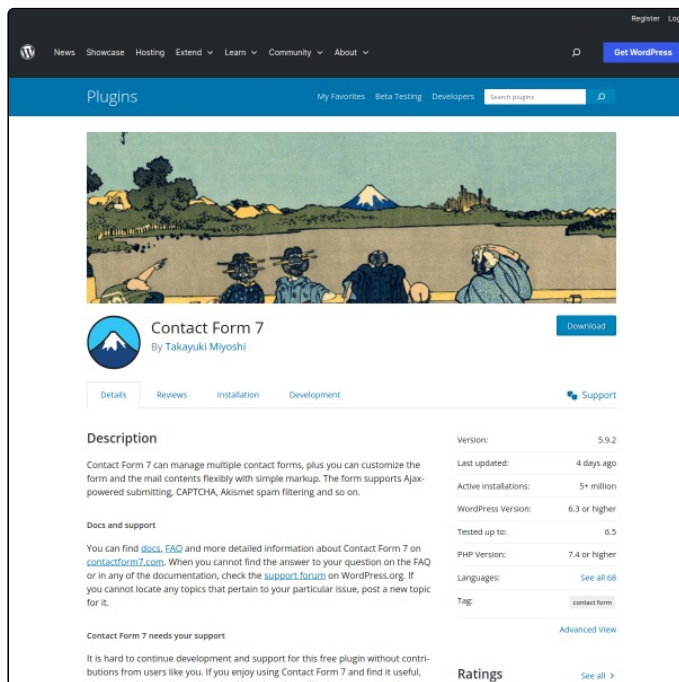 Register Log
News Showcase Hosting Extend Learn Community About
Get WordPress
Plugins
My Favorites Beta Testing Developers Search plugins
Contact Form 7
By Takayuki Miyoshi
Download
Details Reviews Installation Development
Support
Description
Contact Form 7 can manage multiple contact forms, plus you can customize the
form and the mail contents flexibly with simple markup. The form supports Ajax-
powered submitting, CAPTCHA, Akismet spam filtering and so on.
Docs and support
You can find docs, FAQ and more detailed information about Contact Form 7 on
contactform7.com. When you cannot find the answer to your question on the FAQ
or in any of the documentation, check the support forum on WordPress.org. If
you cannot locate any topics that pertain to your particular issue, post a new topic
for it.
Contact Form 7 needs your support
It is hard to continue development and support for this free plugin without contri-
butions from users like you. If you enjoy using Contact Form 7 and find it useful,
Version: 5.9.2
Last updated: 4 days ago
Active installations: 5+ million
WordPress Version: 6.3 or higher
Tested up to: 6.5
PHP Version: 7.4 or higher
Languages: See all 68
Tag: contact form
Advanced View
Ratings See all